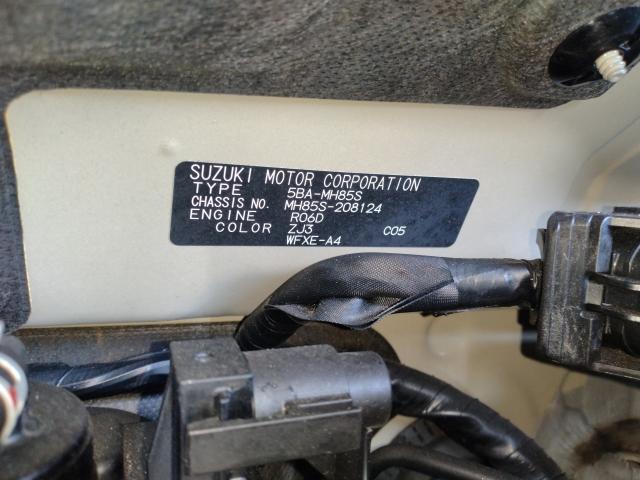 SUZUKI MOTOR CORPORATION
TYPE 5BA-MH85S
CHASSIS NO. MH85S-208124
ENGINE R06D
COLOR ZJ3 C05
WFXE-A4